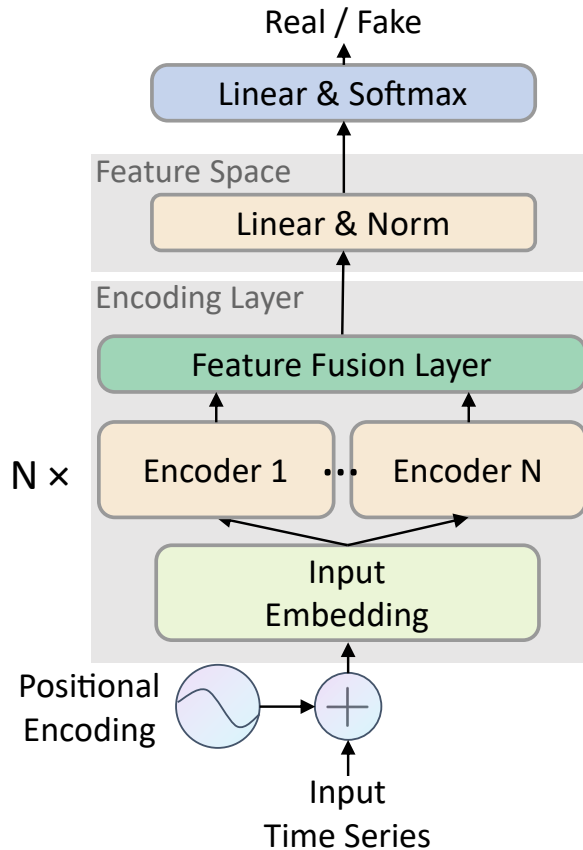 Real / Fake
Linear & Softmax
Feature Space
Linear & Norm
Encoding Layer
Feature Fusion Layer
N ×
Encoder 1
...
Encoder N
Input
Embedding
Positional
Encoding
Input
Time Series